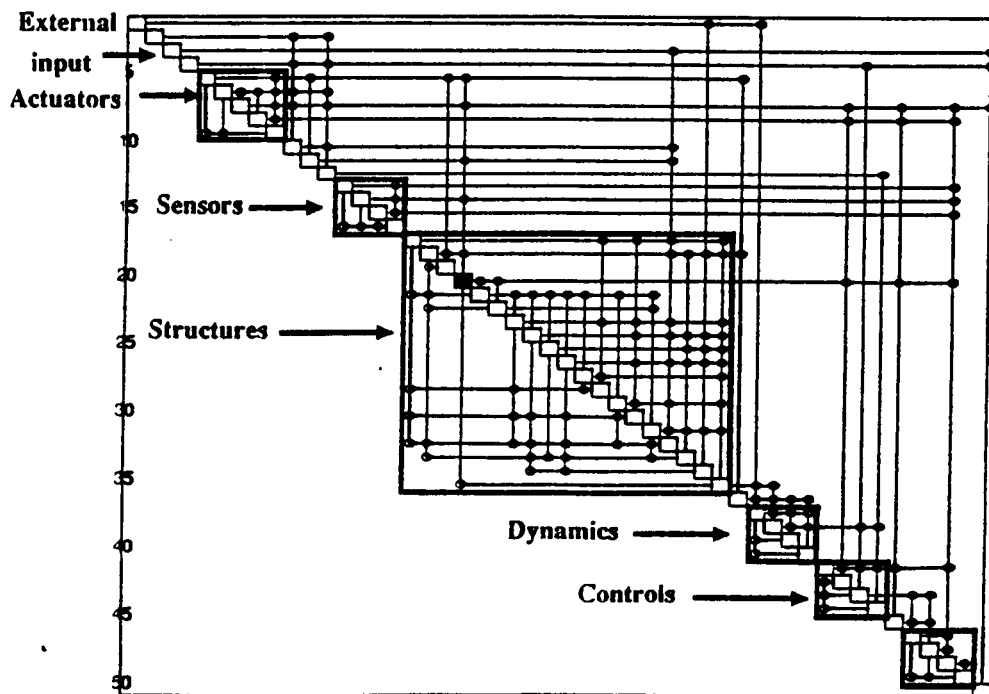 External
input
5
Actuators
10
Sensors
15
20
Structures
25
30
35
Dynamics
40
Controls
45
50